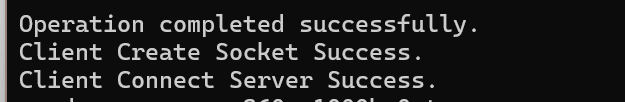 Operation completed successfully.
Client Create Socket Success.
Client Connect Server Success.